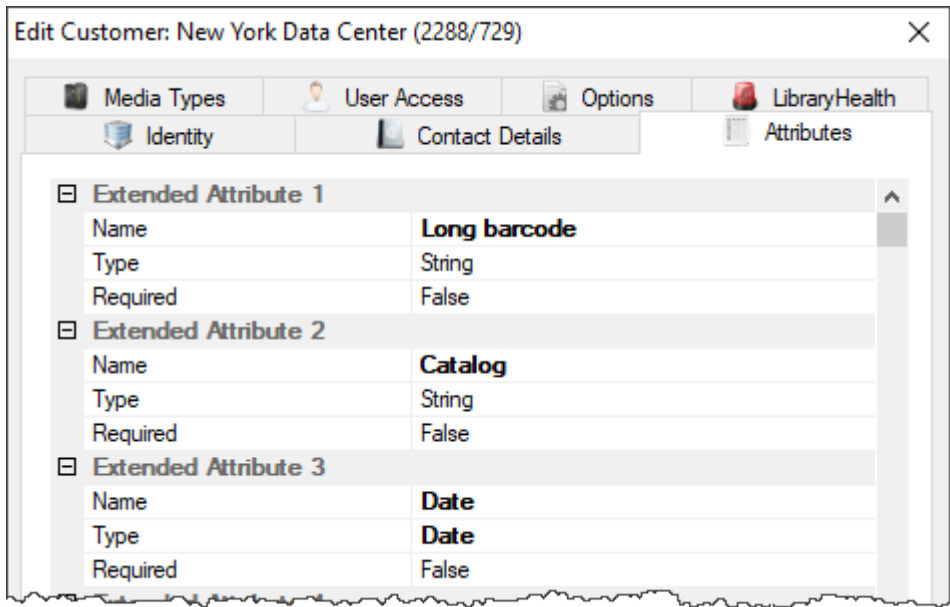 Edit Customer: New York Data Center (2288/729)
Media Types User Access Options LibraryHealth
Identity Contact Details Attributes
Extended Attribute 1
Name Long barcode
Type String
Required False
Extended Attribute 2
Name Catalog
Type String
Required False
Extended Attribute 3
Name Date
Type Date
Required False